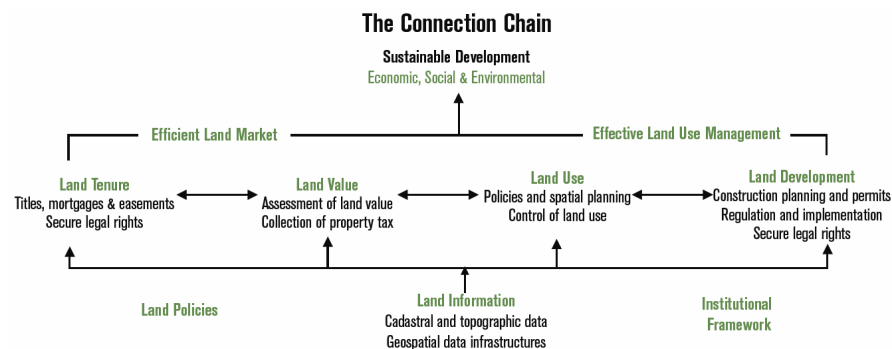 The Connection Chain
Sustainable Development
Economic, Social & Environmental
Efficient Land Market
Effective Land Use Management
Land Tenure
Titles, mortgages & easements
Secure legal rights
Land Value
Assessment of land value
Collection of property tax
Land Use
Policies and spatial planning
Control of land use
Land Development
Construction planning and permits
Regulation and implementation
Secure legal rights
Land Policies
Land Information
Cadastral and topographic data
Geospatial data infrastructures
Institutional
Framework